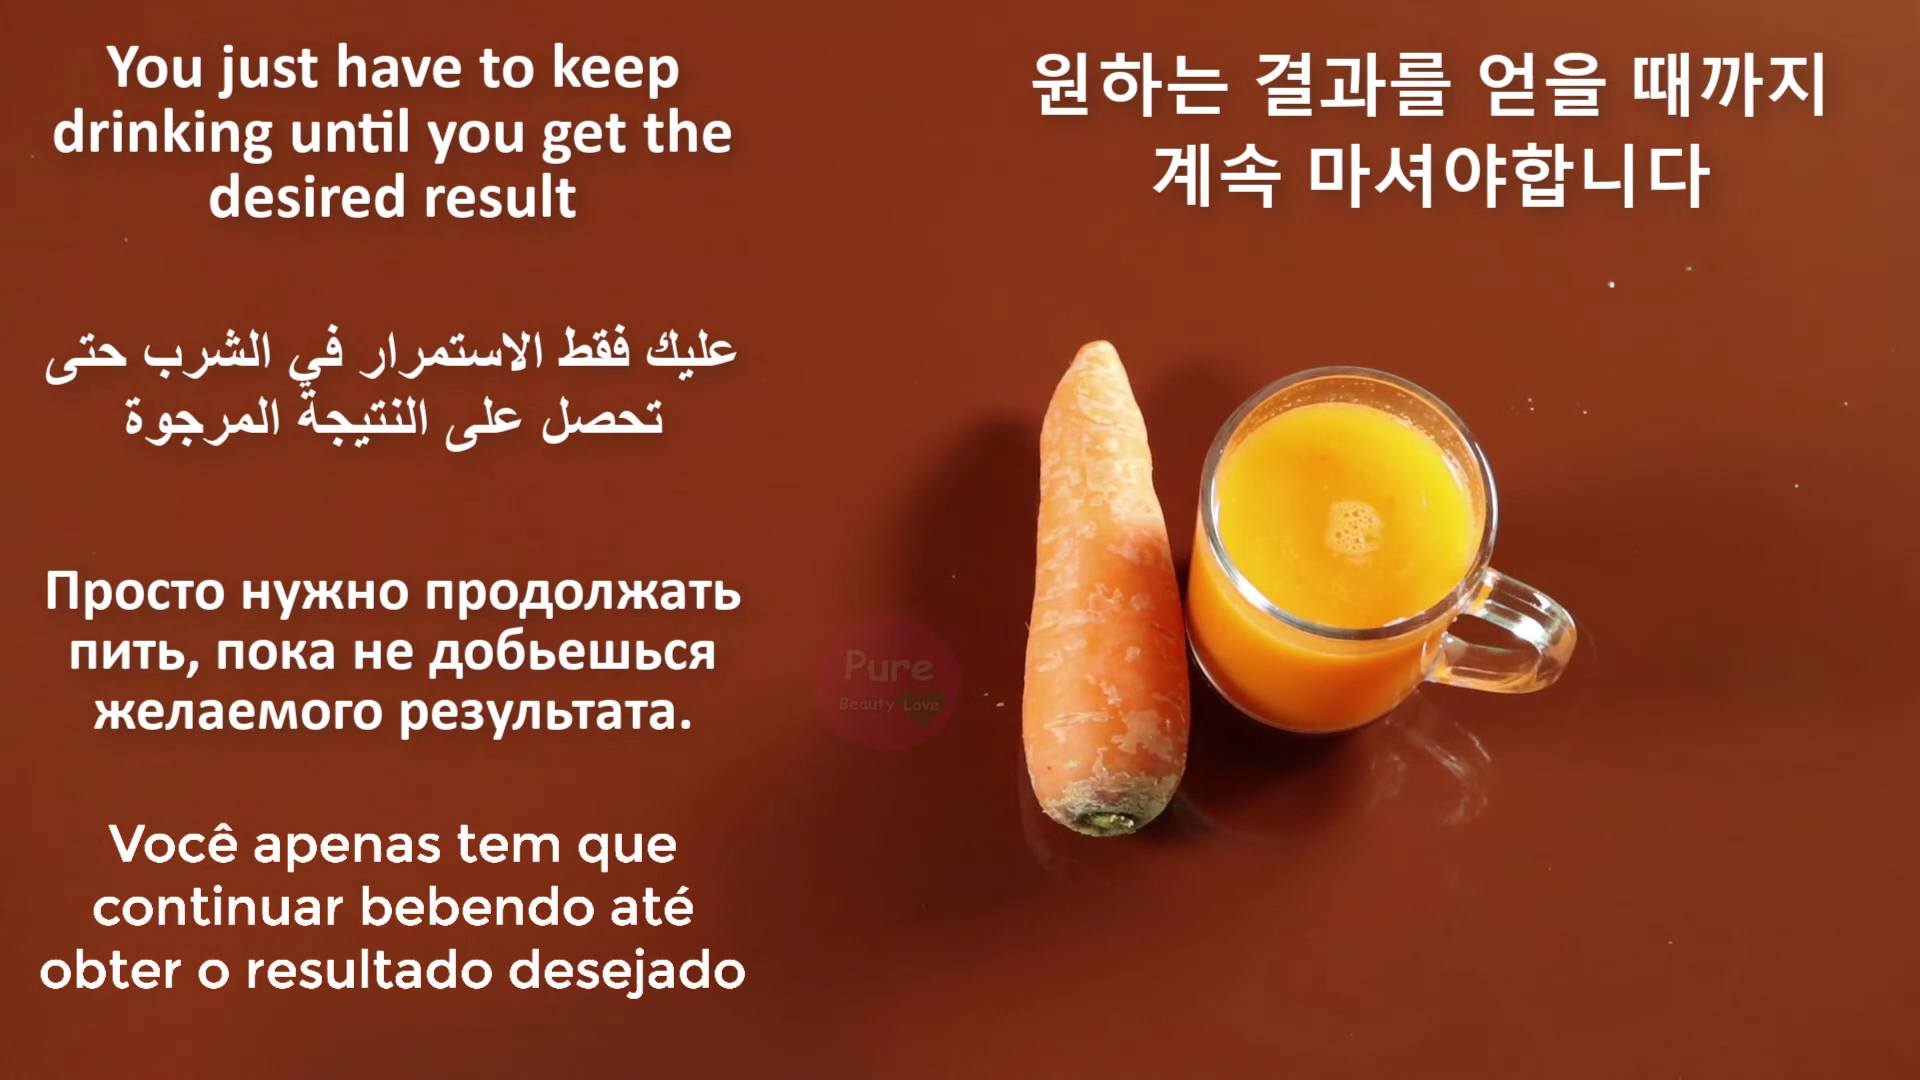 You just have to keep
drinking until you get the
desired result
원하는 결과를 얻을 때까지
계속 마셔야합니다
عليك فقط الاستمرار في الشرب حتى
تحصل على النتيجة المرجوة
Просто нужно продолжать
пить, пока не добьешься
желаемого результата.
Você apenas tem que
continuar bebendo até
obter o resultado desejado
Pure
Beauty Love